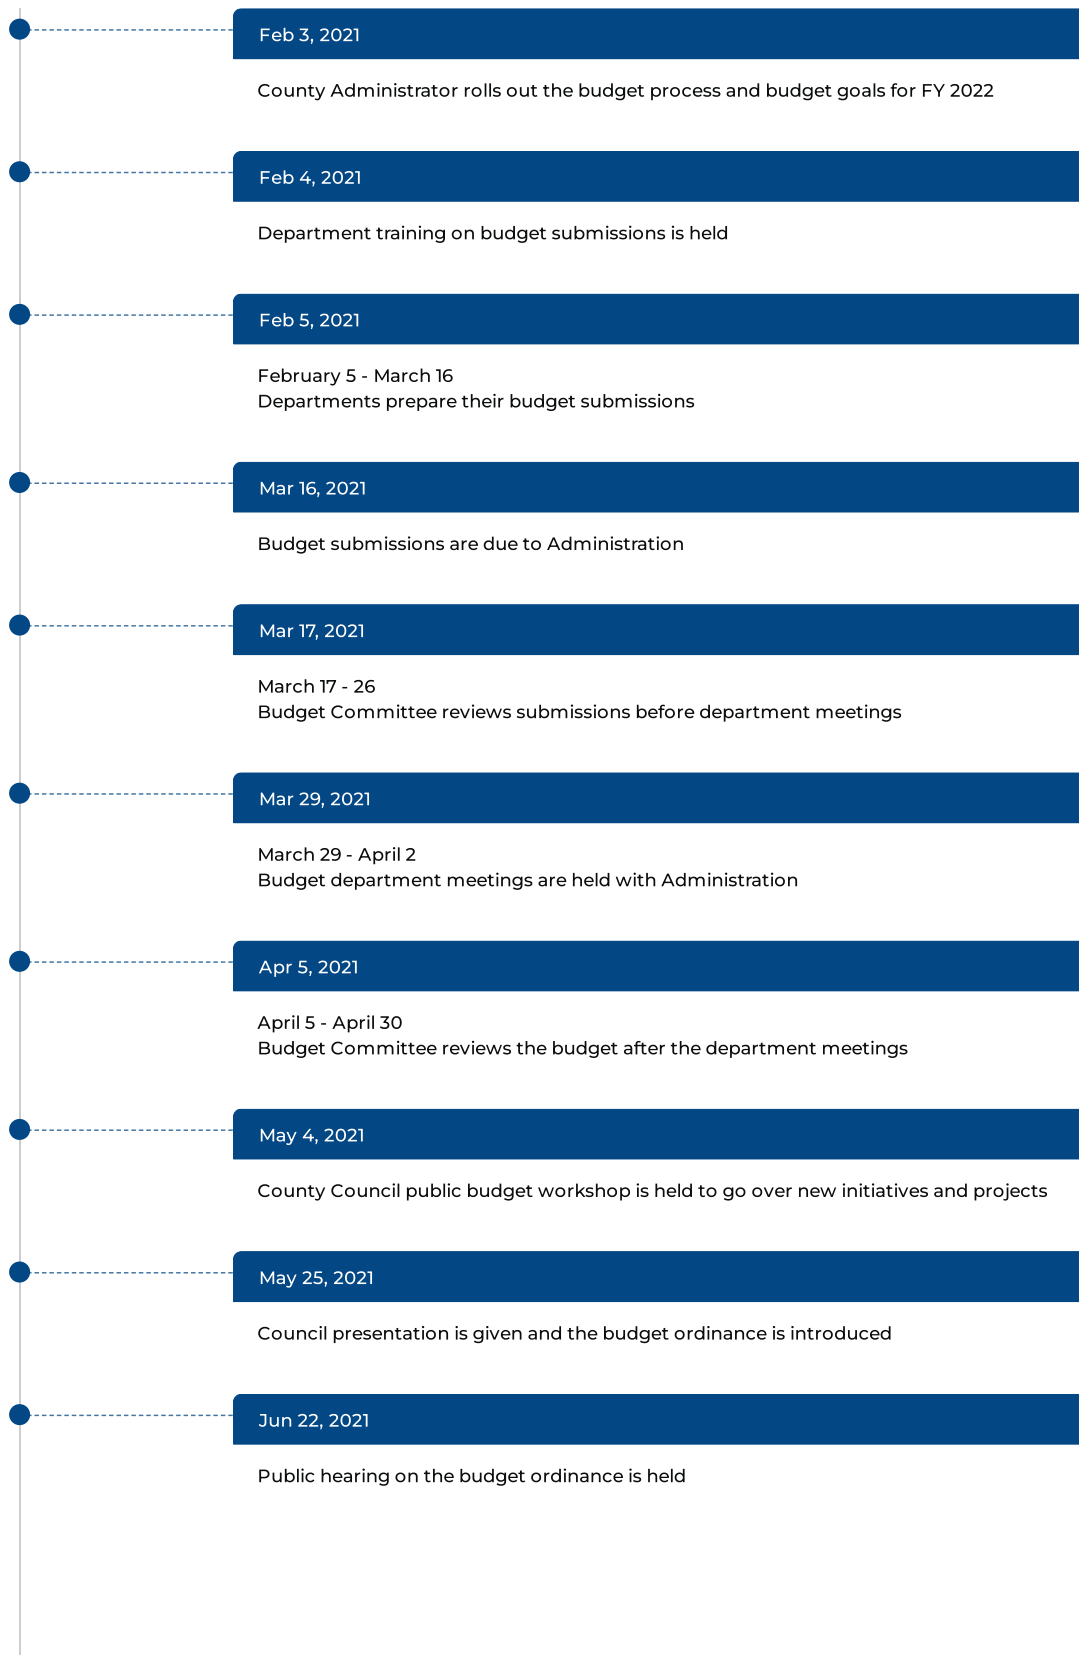 Feb 3, 2021
County Administrator rolls out the budget process and budget goals for FY 2022
Feb 4, 2021
Department training on budget submissions is held
Feb 5, 2021
February 5 - March 16
Departments prepare their budget submissions
Mar 16, 2021
Budget submissions are due to Administration
Mar 17, 2021
March 17 - 26
Budget Committee reviews submissions before department meetings
Mar 29, 2021
March 29 - April 2
Budget department meetings are held with Administration
Apr 5, 2021
April 5 - April 30
Budget Committee reviews the budget after the department meetings
May 4, 2021
County Council public budget workshop is held to go over new initiatives and projects
May 25, 2021
Council presentation is given and the budget ordinance is introduced
Jun 22, 2021
Public hearing on the budget ordinance is held